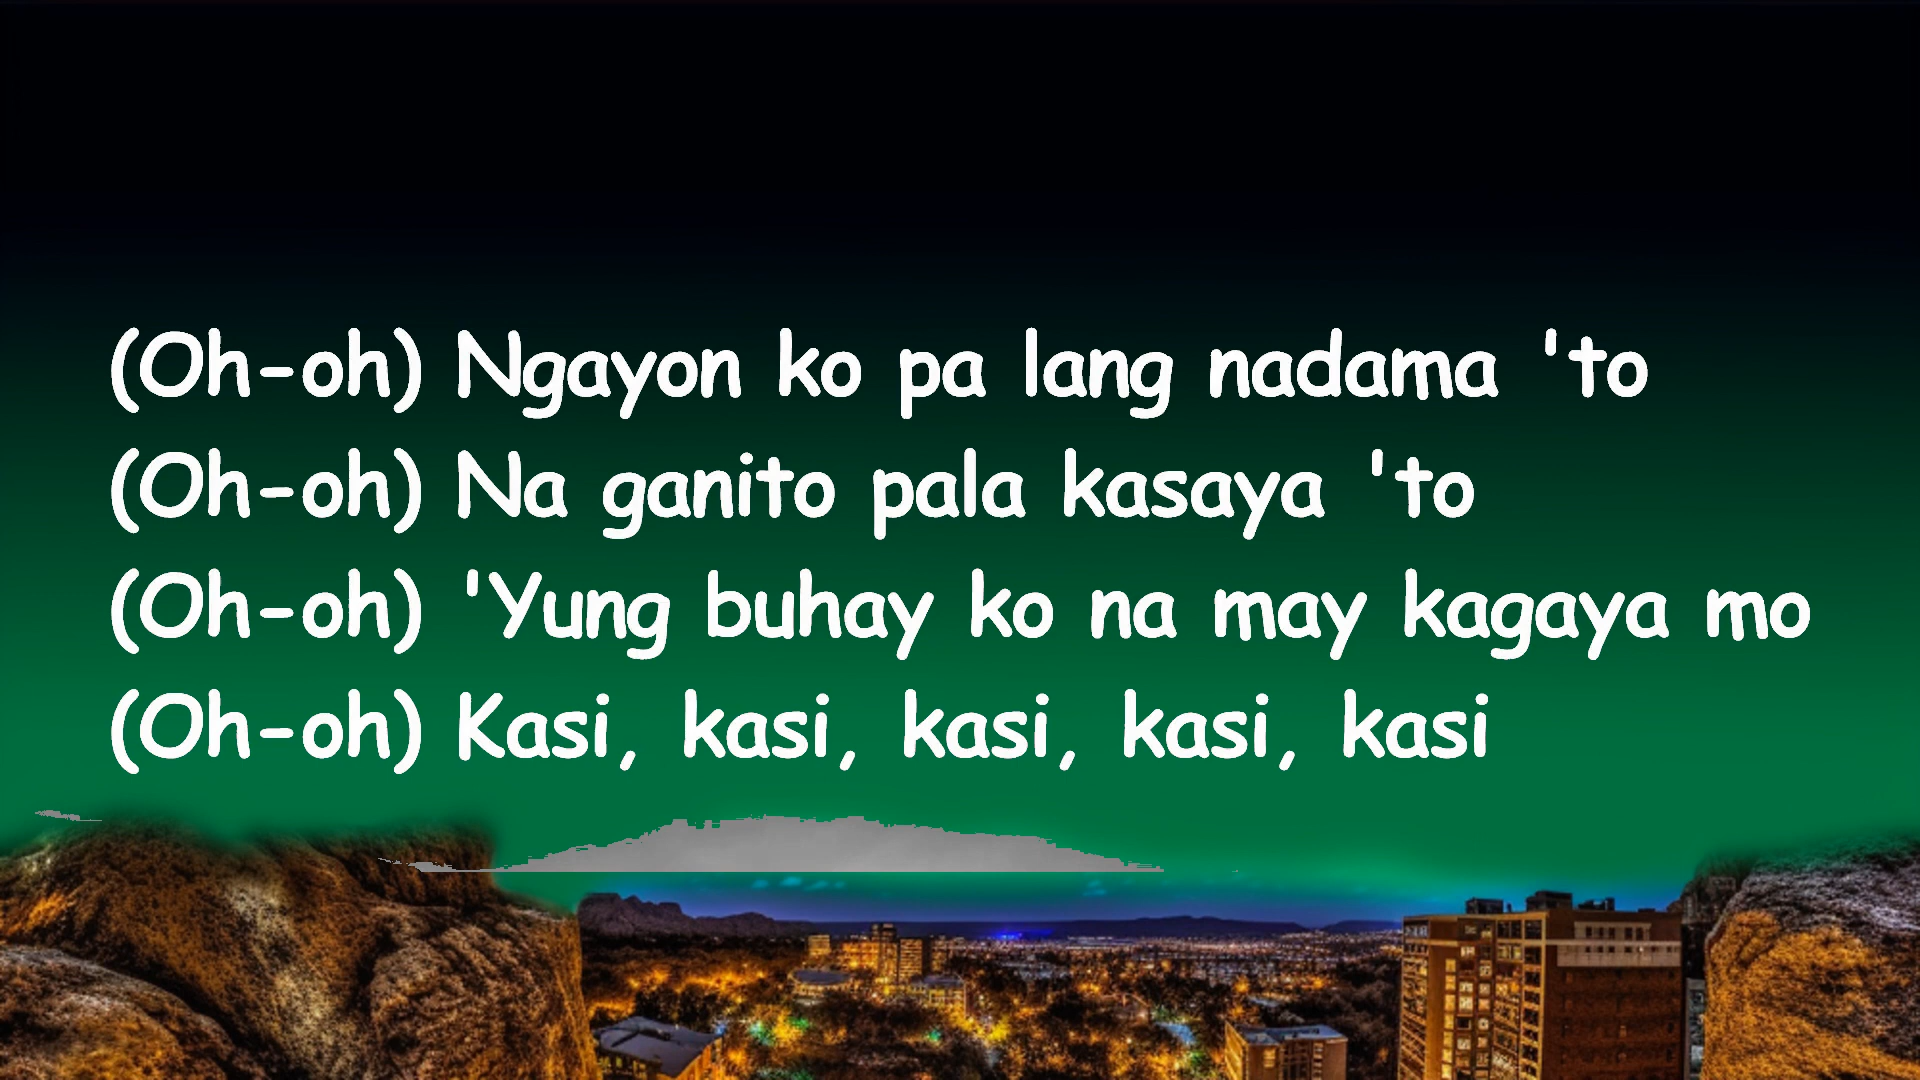 (Oh-oh) Ngayon ko pa lang nadama 'to
(Oh-oh) Na ganito pala kasaya 'to
(Oh-oh) 'Yung buhay ko na may kagaya mo
(Oh-oh) Kasi, kasi, kasi, kasi, kasi